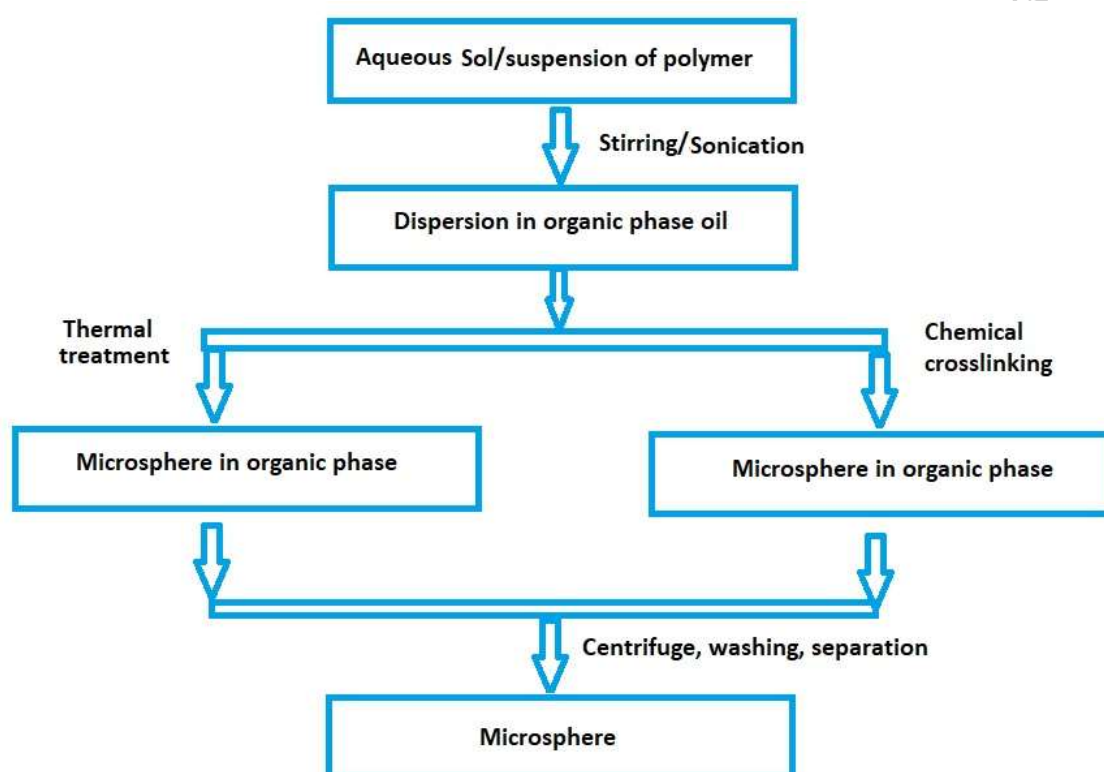 Aqueous Sol/suspension of polymer
Stirring/Sonication
Dispersion in organic phase oil
Thermal
treatment
Chemical
crosslinking
Microsphere in organic phase
Microsphere in organic phase
Centrifuge, washing, separation
Microsphere